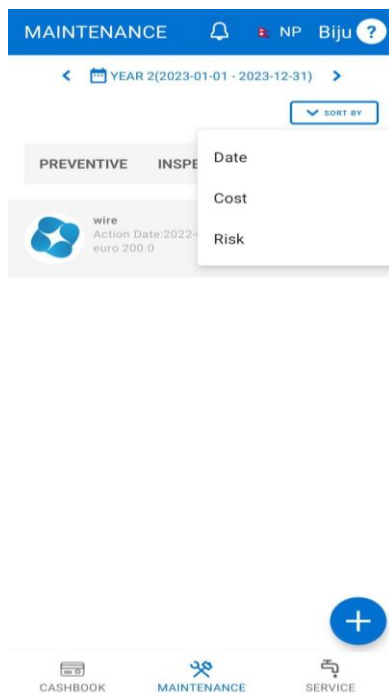 MAINTENANCE NP Biju ?
YEAR 2(2023-01-01 - 2023-12-31)
SORT BY
PREVENTIVE INSPE
Date
Cost
Risk
wire
Action Date:2022-
euro 200.0
CASHBOOK MAINTENANCE SERVICE